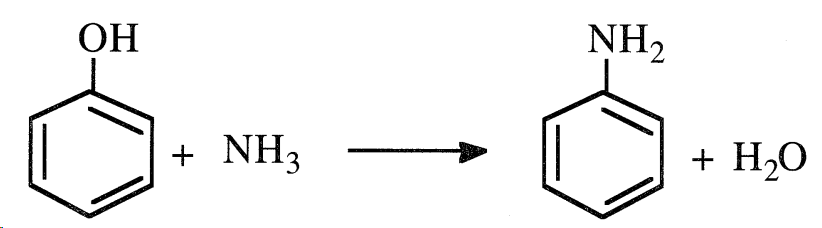 OH NH₂
+ NH₃ + H₂O